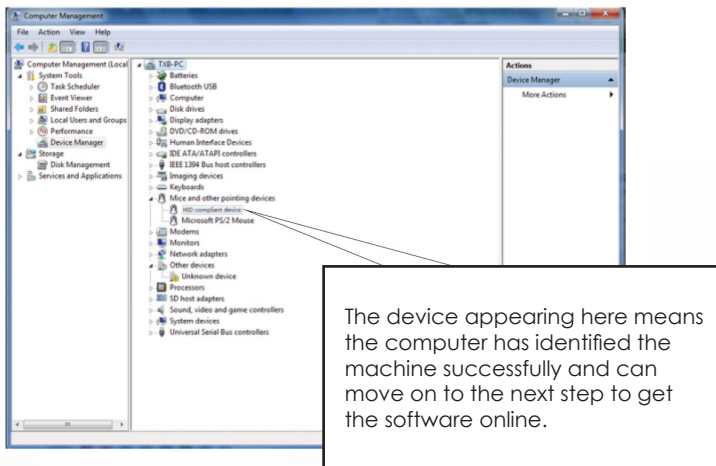 Computer Management
File Action View Help
Computer Management (Local
System Tools
Task Scheduler
Event Viewer
Shared Folders
Local Users and Groups
Performance
Device Manager
Storage
Disk Management
Services and Applications
TXB-PC
Batteries
Bluetooth USB
Computer
Disk drives
Display adapters
DVD/CD-ROM drives
Human Interface Devices
IDE ATA/ATAPI controllers
IEEE 1394 Bus host controllers
Imaging devices
Keyboards
Mice and other pointing devices
HID-compliant device
Microsoft PS/2 Mouse
Modems
Monitors
Network adapters
Other devices
Unknown device
Processors
SD host adapters
Sound, video and game controllers
System devices
Universal Serial Bus controllers
Actions
Device Manager
More Actions
The device appearing here means
the computer has identified the
machine successfully and can
move on to the next step to get
the software online.